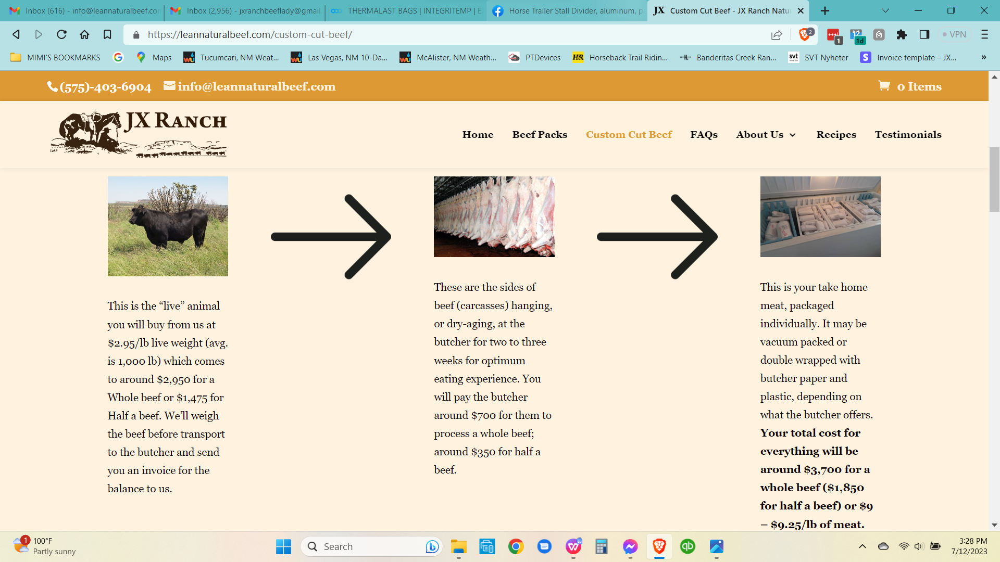 Inbox (616) - info@leannaturalbeef.con
Inbox (2,956) - jxranchbeeflady@gmail
THERMALAST BAGS | INTEGRITEMP | E
Horse Trailer Stall Divider, aluminum, p
JX Custom Cut Beef - JX Ranch Natu
https://leannaturalbeef.com/custom-cut-beef/
2
1
12
1d
VPN
MIMI'S BOOKMARKS
Maps
Tucumcari, NM Weat...
Las Vegas, NM 10-Da...
McAlister, NM Weath...
PTDevices
Horseback Trail Ridin...
Banderitas Creek Ran...
svt
SVT Nyheter
S
Invoice template – JX...
»
(575)-403-6904
info@leannaturalbeef.com
0 Items
JX RANCH
Home
Beef Packs
Custom Cut Beef
FAQs
About Us
Recipes
Testimonials
This is the “live” animal
you will buy from us at
$2.95/lb live weight (avg.
is 1,000 lb) which comes
to around $2,950 for a
Whole beef or $1,475 for
Half a beef. We’ll weigh
the beef before transport
to the butcher and send
you an invoice for the
balance to us.
These are the sides of
beef (carcasses) hanging,
or dry-aging, at the
butcher for two to three
weeks for optimum
eating experience. You
will pay the butcher
around $700 for them to
process a whole beef;
around $350 for half a
beef.
This is your take home
meat, packaged
individually. It may be
vacuum packed or
double wrapped with
butcher paper and
plastic, depending on
what the butcher offers.
Your total cost for
everything will be
around $3,700 for a
whole beef ($1,850
for half a beef) or $9
– $9.25/lb of meat.
1
100°F
Partly sunny
Search
qb
3:28 PM
7/12/2023